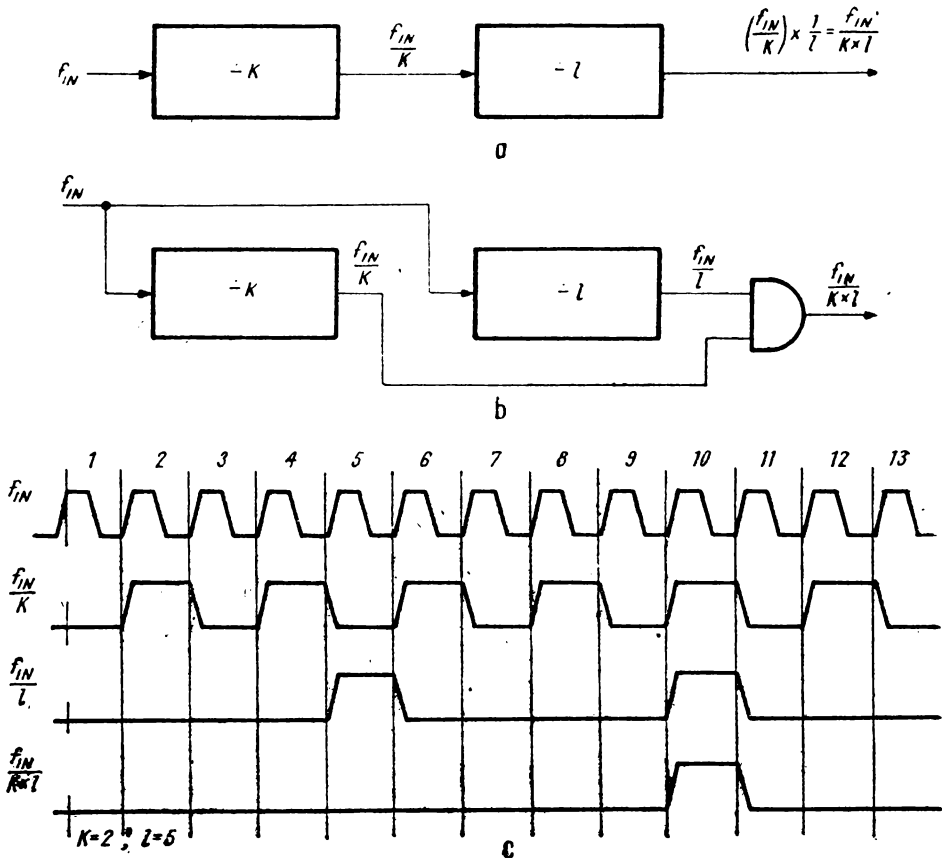 f_IN
÷K
f_IN/K
÷l
(f_IN/K) × 1/l = f_IN/K×l
a
f_IN
÷K
f_IN/K
÷l
f_IN/l
f_IN/K×l
b
1 2 3 4 5 6 7 8 9 10 11 12 13
f_IN
f_IN/K
f_IN/l
f_IN/K×l
K=2 ; l=5
c